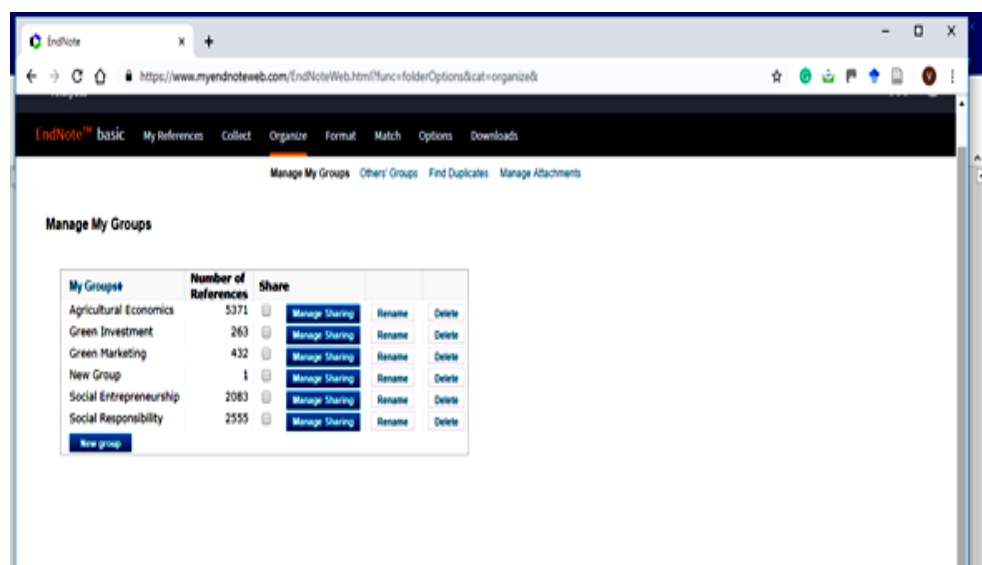 EndNote
https://www.myendnoteweb.com/EndNoteWeb.html?func=folderOptions&cat=organize&
V
EndNote™ basic My References Collect Organize Format Match Options Downloads
Manage My Groups Others' Groups Find Duplicates Manage Attachments
Manage My Groups
My Groups Number of References Share
Agricultural Economics 5371 Manage Sharing Rename Delete
Green Investment 263 Manage Sharing Rename Delete
Green Marketing 432 Manage Sharing Rename Delete
New Group 1 Manage Sharing Rename Delete
Social Entrepreneurship 2083 Manage Sharing Rename Delete
Social Responsibility 2555 Manage Sharing Rename Delete
New group